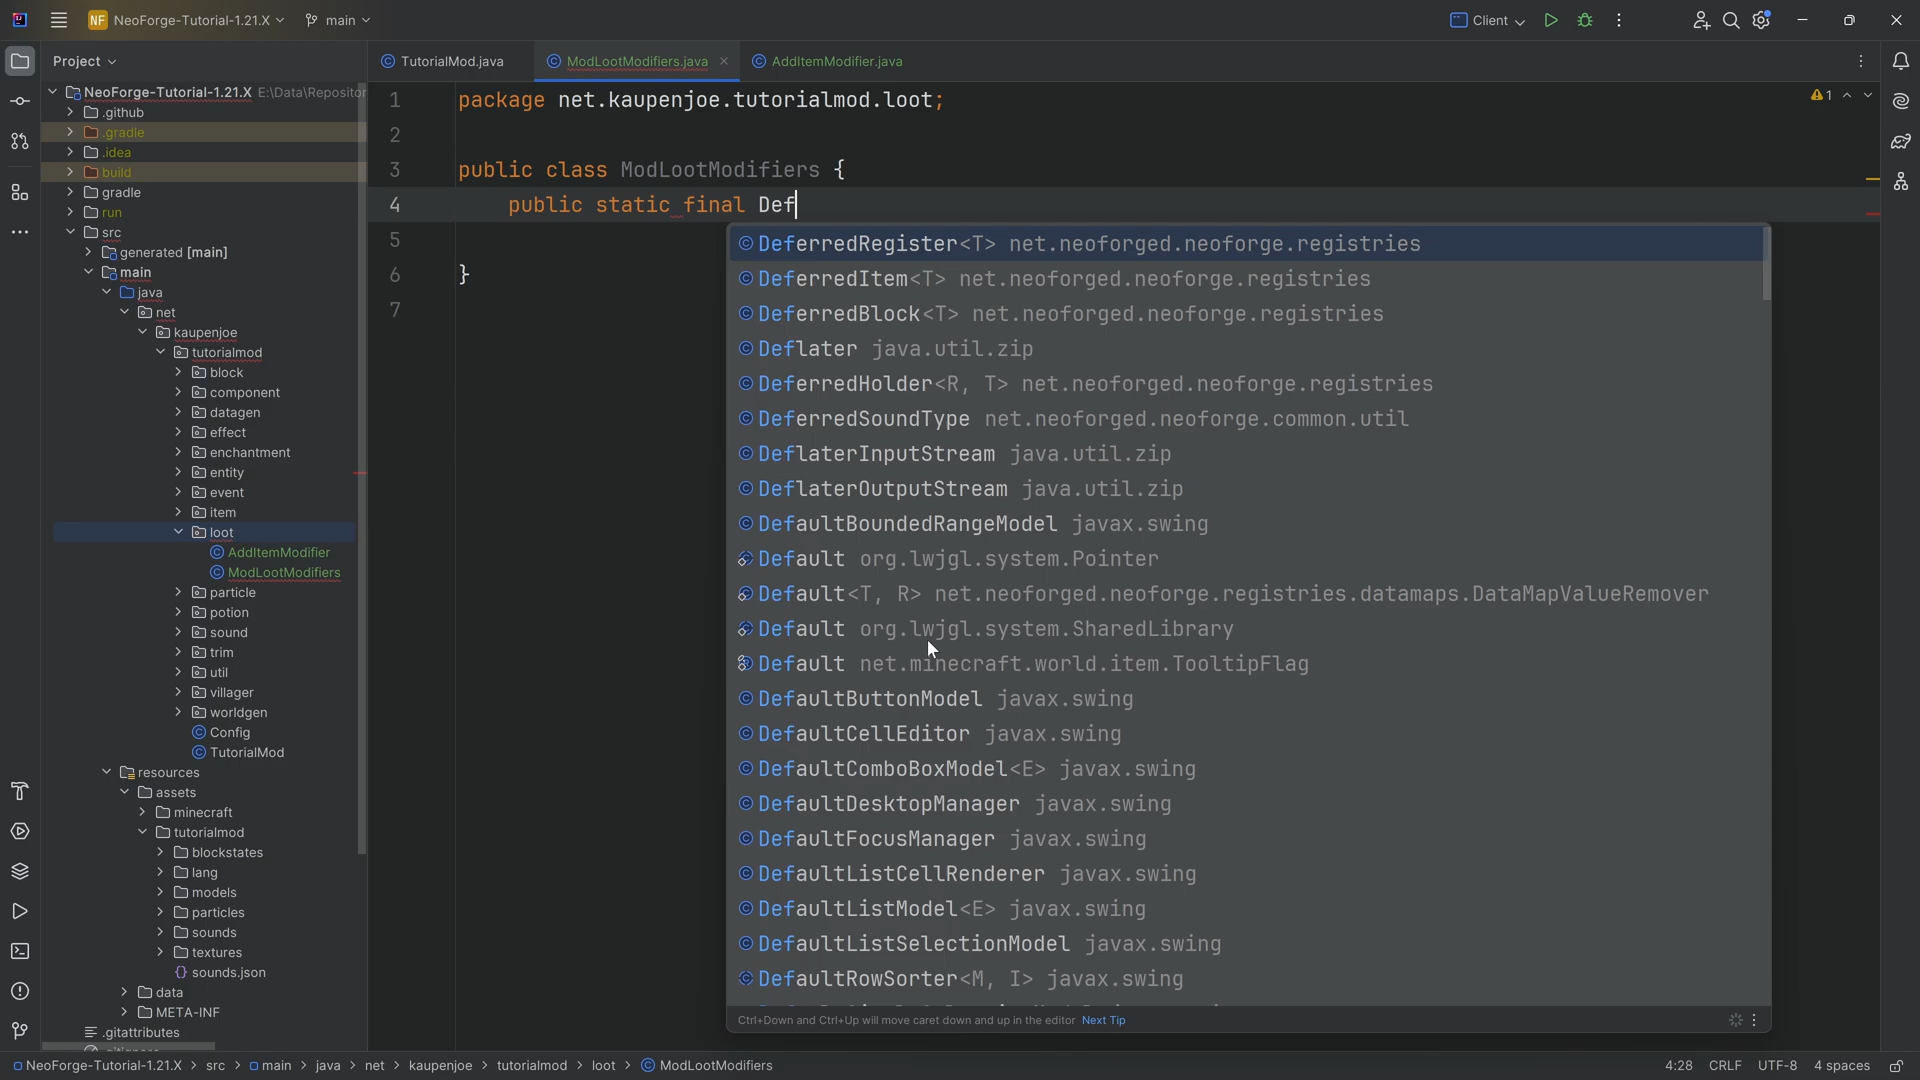 NF NeoForge-Tutorial-1.21.X main Client
Project
TutorialMod.java ModLootModifiers.java AddItemModifier.java
NeoForge-Tutorial-1.21.X E:\Data\Repositor
.github
.gradle
.idea
build
gradle
run
src
generated [main]
main
java
net
kaupenjoe
tutorialmod
block
component
datagen
effect
enchantment
entity
event
item
loot
AddItemModifier
ModLootModifiers
particle
potion
sound
trim
util
villager
worldgen
Config
TutorialMod
resources
assets
minecraft
tutorialmod
blockstates
lang
models
particles
sounds
textures
{} sounds.json
data
META-INF
.gitattributes
1 package net.kaupenjoe.tutorialmod.loot; 1
2
3 public class ModLootModifiers {
4 public static final Def
5
6 }
7
DeferredRegister<T> net.neoforged.neoforge.registries
DeferredItem<T> net.neoforged.neoforge.registries
DeferredBlock<T> net.neoforged.neoforge.registries
Deflater java.util.zip
DeferredHolder<R, T> net.neoforged.neoforge.registries
DeferredSoundType net.neoforged.neoforge.common.util
DeflaterInputStream java.util.zip
DeflaterOutputStream java.util.zip
DefaultBoundedRangeModel javax.swing
Default org.lwjgl.system.Pointer
Default<T, R> net.neoforged.neoforge.registries.datamaps.DataMapValueRemover
Default org.lwjgl.system.SharedLibrary
Default net.minecraft.world.item.TooltipFlag
DefaultButtonModel javax.swing
DefaultCellEditor javax.swing
DefaultComboBoxModel<E> javax.swing
DefaultDesktopManager javax.swing
DefaultFocusManager javax.swing
DefaultListCellRenderer javax.swing
DefaultListModel<E> javax.swing
DefaultListSelectionModel javax.swing
DefaultRowSorter<M, I> javax.swing
Ctrl+Down and Ctrl+Up will move caret down and up in the editor Next Tip
NeoForge-Tutorial-1.21.X > src > main > java > net > kaupenjoe > tutorialmod > loot > ModLootModifiers 4:28 CRLF UTF-8 4 spaces